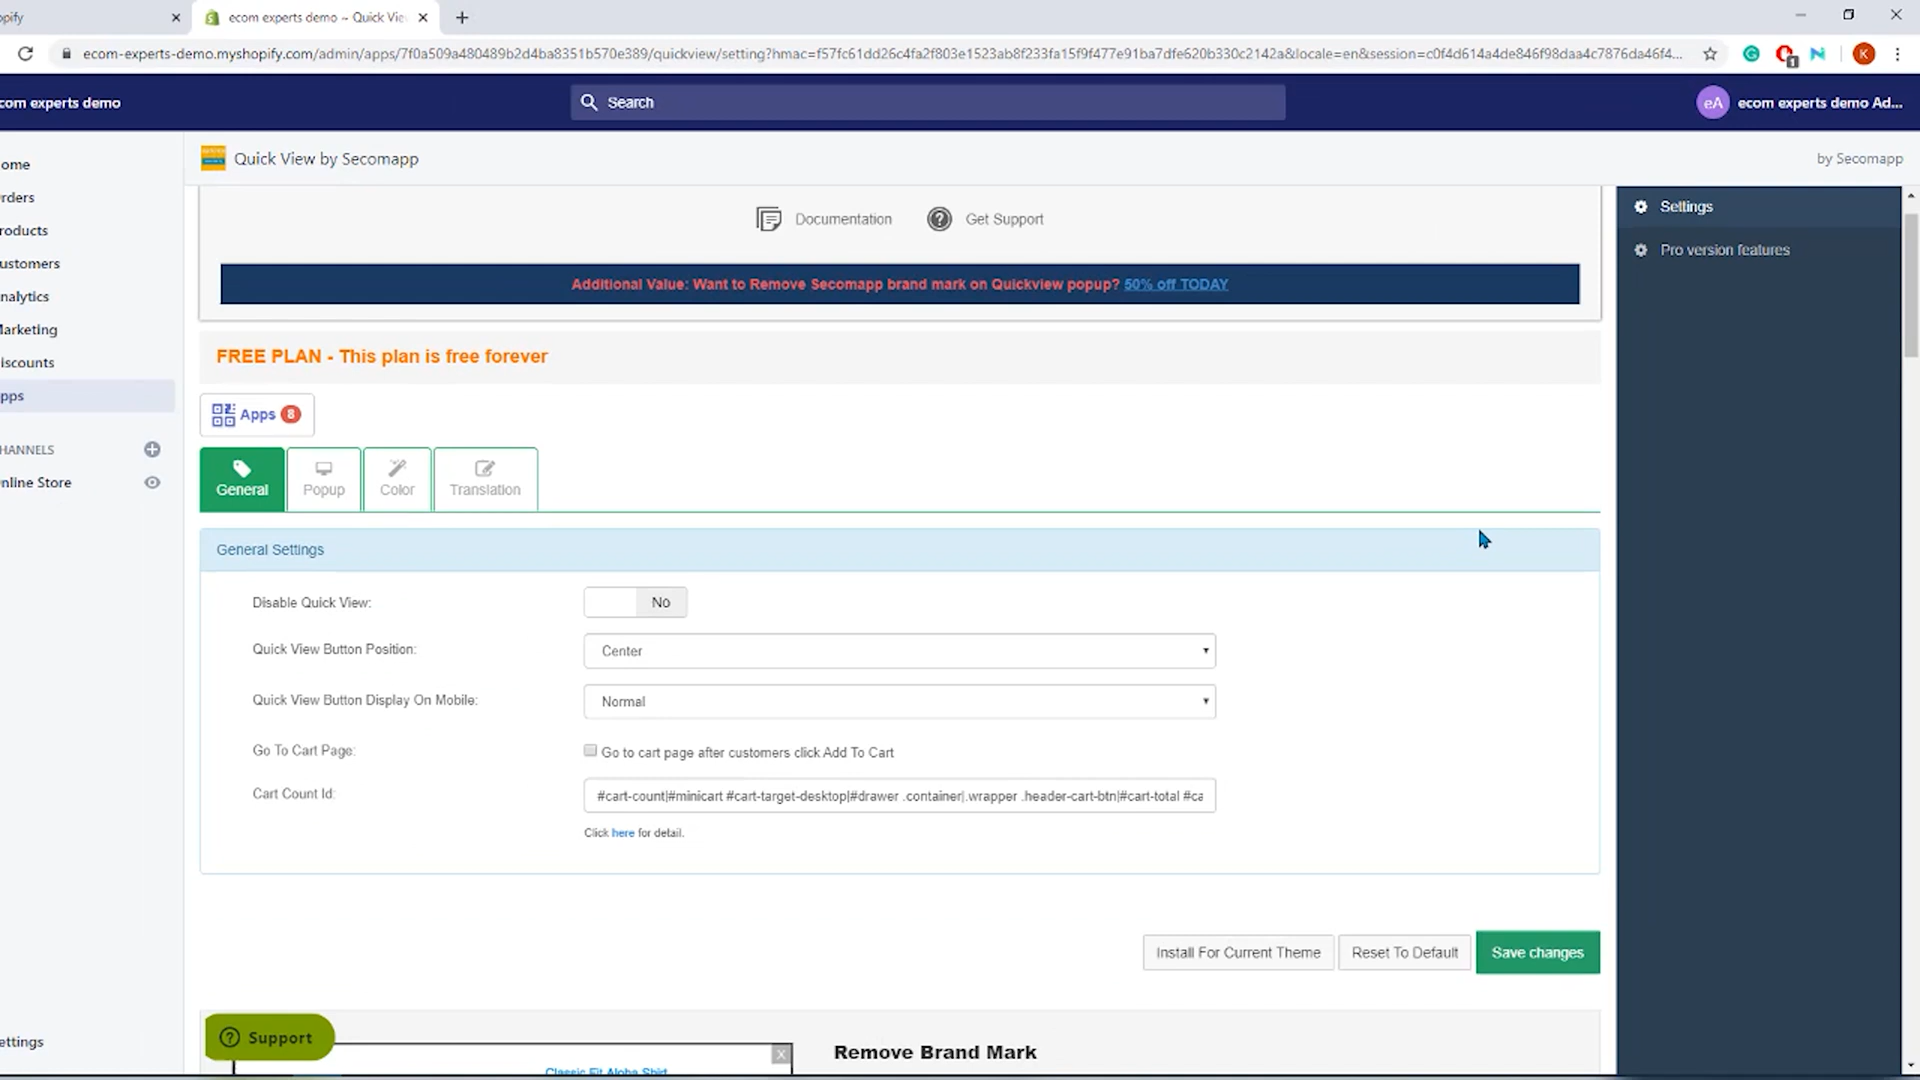 pify
ecom experts demo ~ Quick Vie
ecom-experts-demo.myshopify.com/admin/apps/7f0a509a480489b2d4ba8351b570e389/quickview/setting?hmac=f57fc61dd26c4fa2f803e1523ab8f233fa15f9f477e91ba7dfe620b330c2142a&locale=en&session=c0f4d614a4de846f98daa4c7876da46f4...
1
K
com experts demo
Search
eA
ecom experts demo Ad...
ome
rders
roducts
ustomers
nalytics
larketing
iscounts
pps
HANNELS
nline Store
ettings
Quick View by Secomapp
by Secomapp
Documentation
Get Support
Additional Value: Want to Remove Secomapp brand mark on Quickview popup? 50% off TODAY
FREE PLAN - This plan is free forever
Apps 8
General
Popup
Color
Translation
General Settings
Disable Quick View:
No
Quick View Button Position:
Center
Quick View Button Display On Mobile:
Normal
Go To Cart Page:
Go to cart page after customers click Add To Cart
Cart Count Id:
#cart-count|#minicart #cart-target-desktop|#drawer .container|.wrapper .header-cart-btn|#cart-total #ca
Click here for detail.
Install For Current Theme
Reset To Default
Save changes
Support
X
Classic Fit Alpha Shirt
Remove Brand Mark
Settings
Pro version features